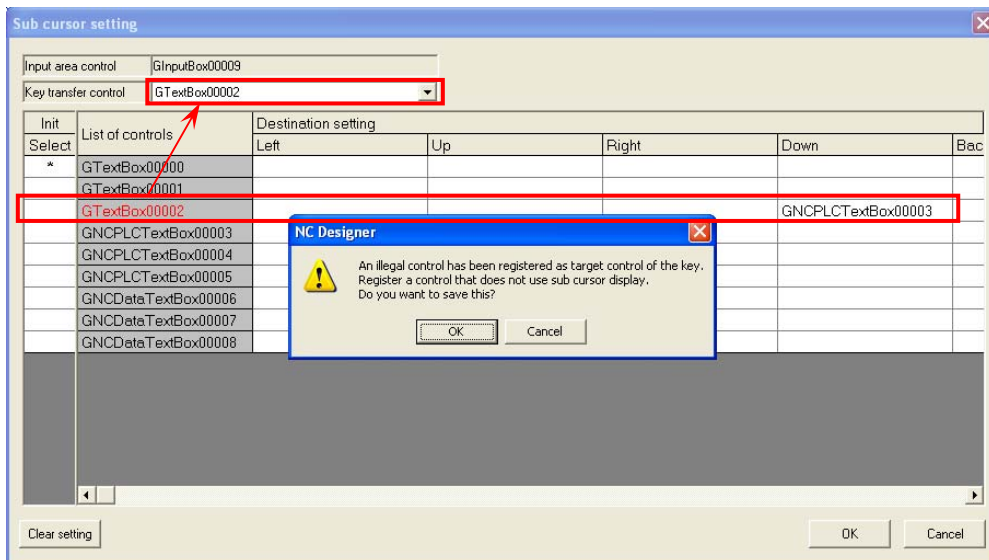 Sub cursor setting
Input area control GInputBox00009
Key transfer control GTextBox00002
Init List of controls Destination setting
Select Left Up Right Down Bac
* GTextBox00000
GTextBox00001
GTextBox00002 GNCPLCTextBox00003
GNCPLCTextBox00003
GNCPLCTextBox00004
GNCPLCTextBox00005
GNCDataTextBox00006
GNCDataTextBox00007
GNCDataTextBox00008
NC Designer
An illegal control has been registered as target control of the key.
Register a control that does not use sub cursor display.
Do you want to save this?
OK Cancel
Clear setting OK Cancel